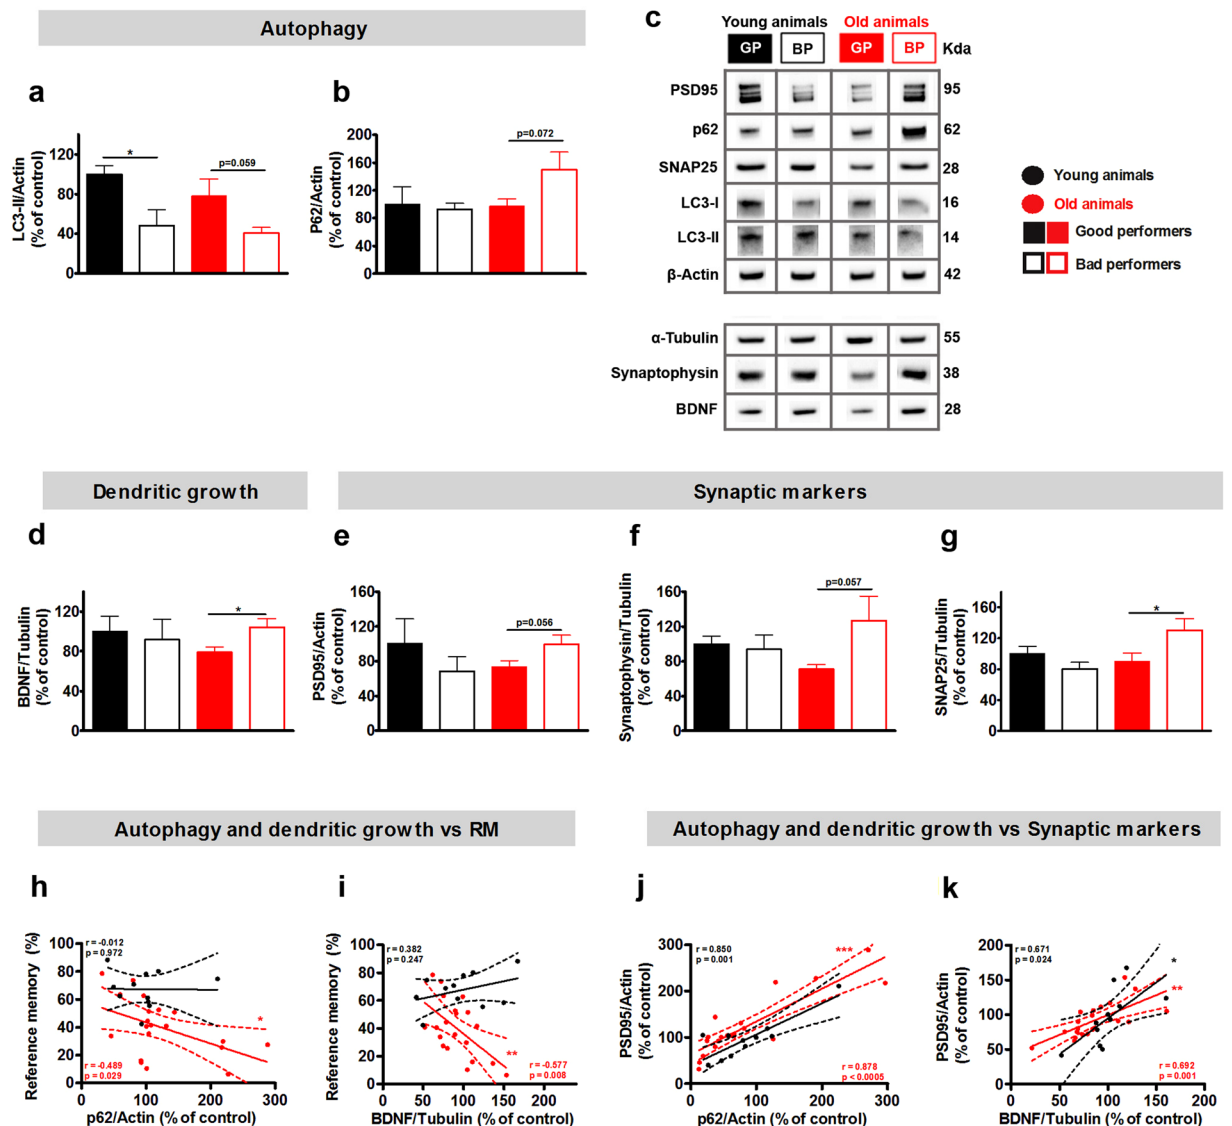 Autophagy
a
LC3-II/Actin
(% of control)
120
80
40
0
*
p=0.059
b
P62/Actin
(% of control)
200
160
120
80
40
0
p=0.072
c
Young animals Old animals
GP BP GP BP Kda
PSD95 95
p62 62
SNAP25 28
LC3-I 16
LC3-II 14
β-Actin 42
α-Tubulin 55
Synaptophysin 38
BDNF 28
Young animals
Old animals
Good performers
Bad performers
Dendritic growth
Synaptic markers
d
BDNF/Tubulin
(% of control)
120
80
40
0
*
e
PSD95/Actin
(% of control)
160
120
80
40
0
p=0.056
f
Synaptophysin/Tubulin
(% of control)
160
120
80
40
0
p=0.057
g
SNAP25/Tubulin
(% of control)
160
120
80
40
0
*
Autophagy and dendritic growth vs RM
Autophagy and dendritic growth vs Synaptic markers
h
Reference memory (%)
100
80
60
40
20
0
r = -0.012
p = 0.972
*
r = -0.489
p = 0.029
0 100 200 300
p62/Actin (% of control)
i
Reference memory (%)
100
80
60
40
20
0
r = 0.382
p = 0.247
**
r = -0.577
p = 0.008
0 50 100 150 200
BDNF/Tubulin (% of control)
j
PSD95/Actin
(% of control)
300
200
100
0
r = 0.850
p = 0.001
***
r = 0.878
p < 0.0005
0 100 200 300
p62/Actin (% of control)
k
PSD95/Actin
(% of control)
200
150
100
50
0
r = 0.671
p = 0.024
*
**
r = 0.692
p = 0.001
0 50 100 150 200
BDNF/Tubulin (% of control)